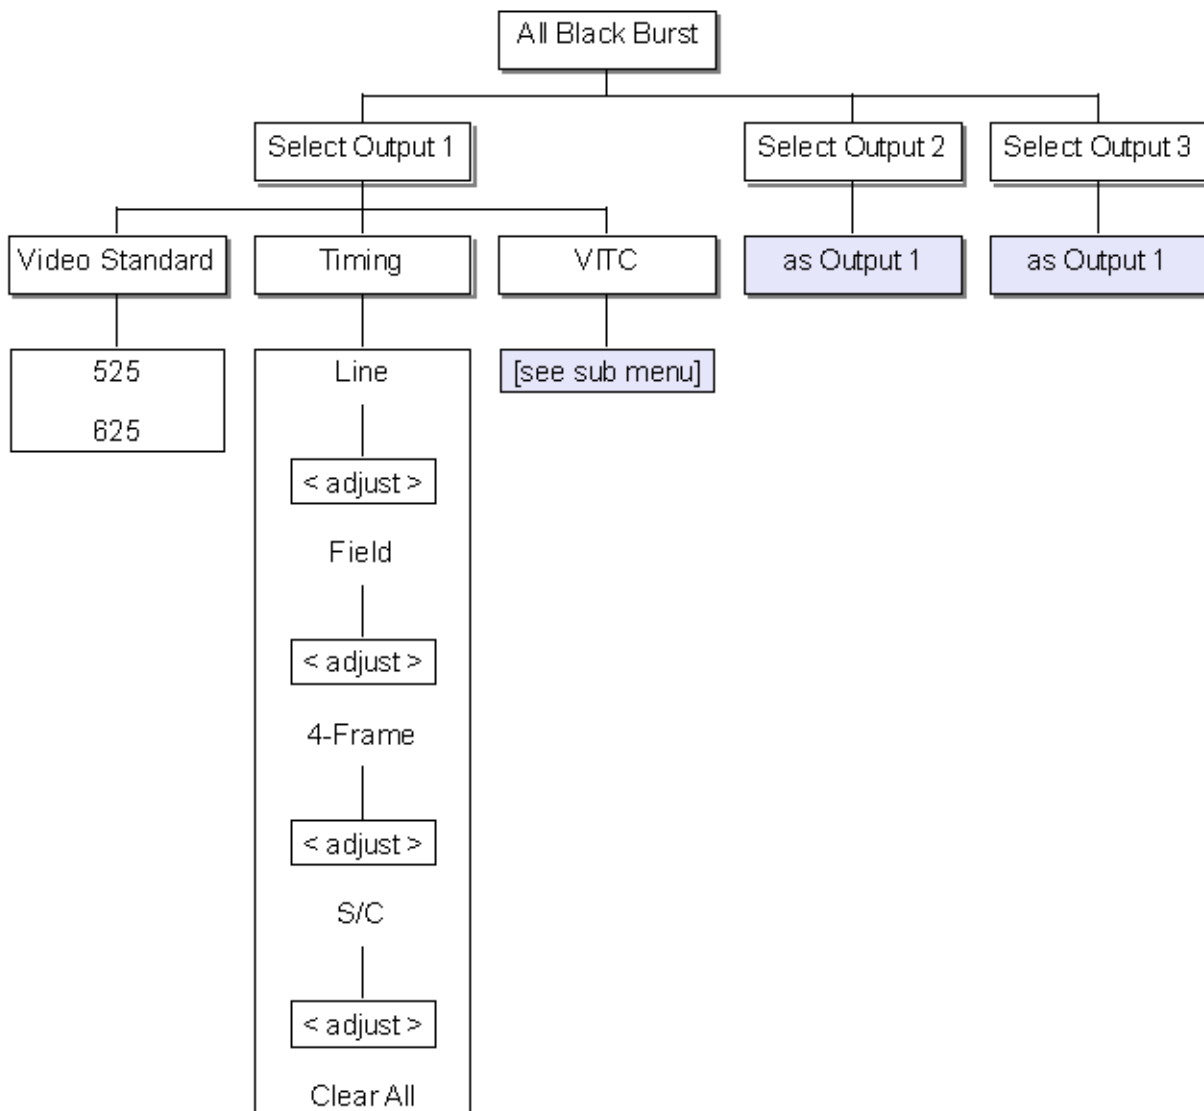 All Black Burst
Select Output 1
Select Output 2
Select Output 3
Video Standard
Timing
VITC
as Output 1
as Output 1
525
625
Line
[see sub menu]
< adjust >
Field
< adjust >
4-Frame
< adjust >
S/C
< adjust >
Clear All